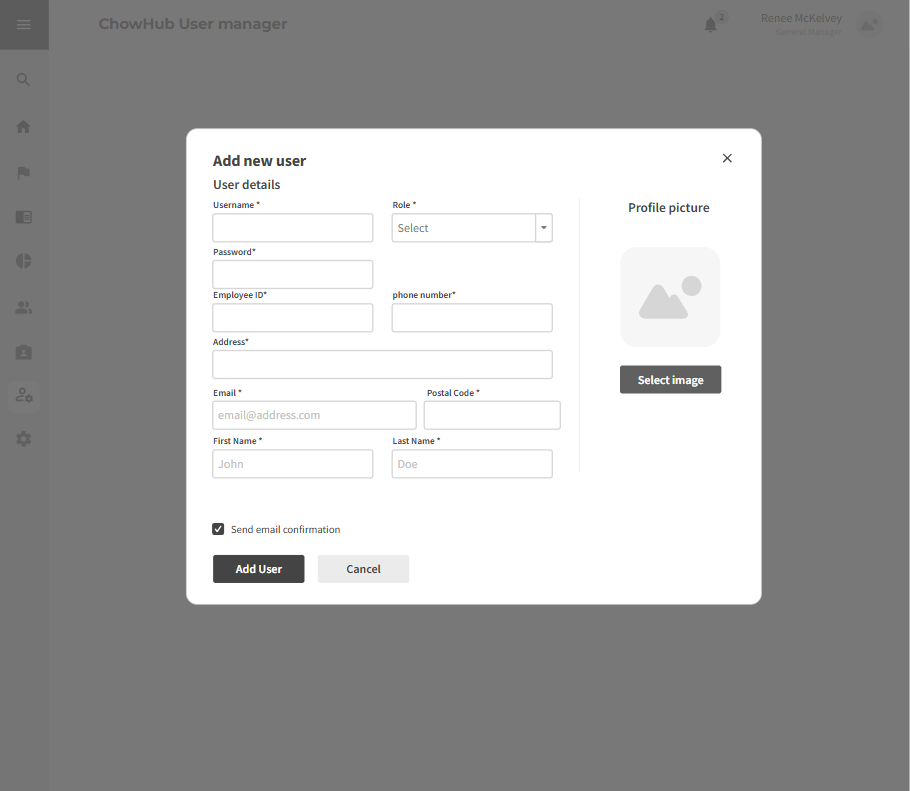 ChowHub User manager
2
Renee McKelvey
General Manager
Add new user
User details
Username *
Role *
Select
Password*
Employee ID*
phone number*
Address*
Email *
Postal Code *
email@address.com
First Name *
Last Name *
John
Doe
Send email confirmation
Add User
Cancel
Profile picture
Select image